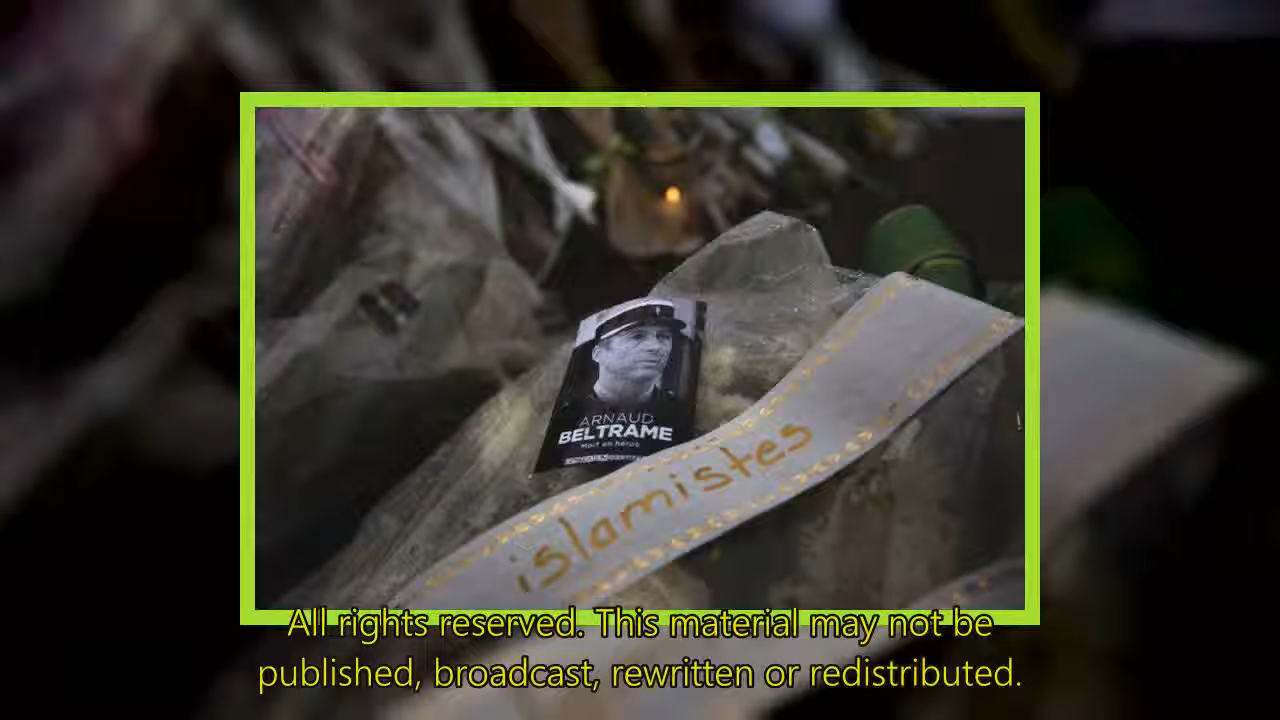 ARNAUD
BELTRAME
Mort en héros
islamistes
All rights reserved. This material may not be
published, broadcast, rewritten or redistributed.